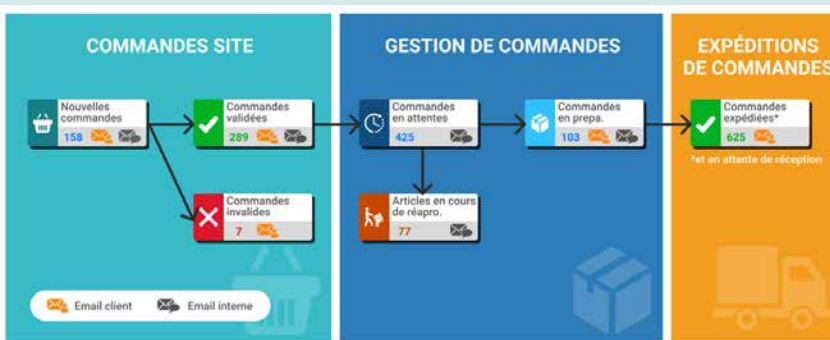 COMMANDES SITE
GESTION DE COMMANDES
EXPÉDITIONS
DE COMMANDES
Nouvelles
commandes
158
Commandes
validées
289
Commandes
en attentes
425
Commandes
en prepa.
103
Commandes
expédiées*
625
*et en attente de réception
Commandes
invalides
7
Articles en cours
de réapro.
77
Email client
Email interne